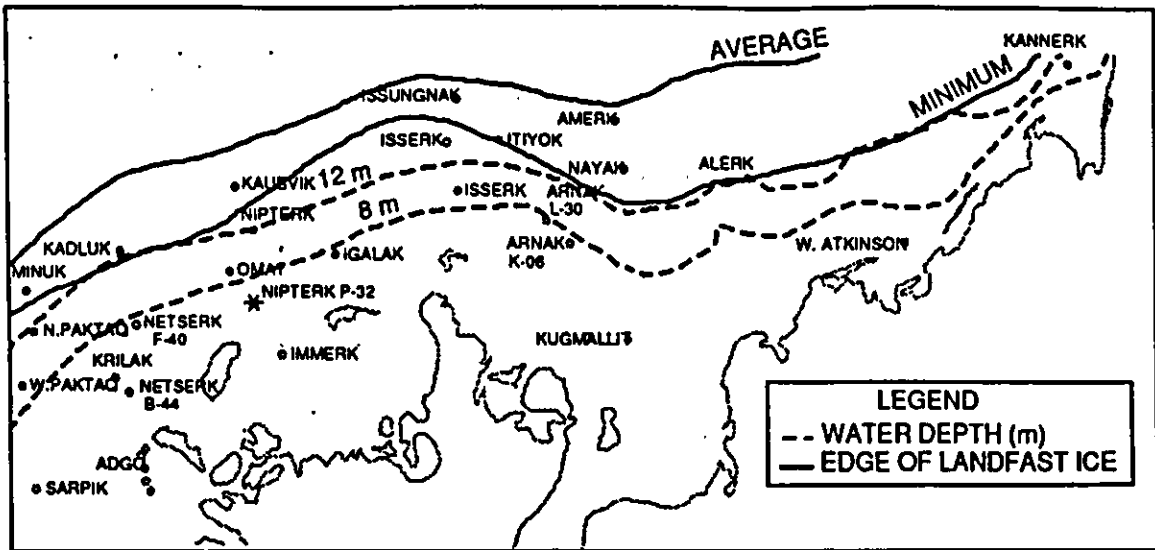 AVERAGE
KANNERK
ISSUNGNAK
MINIMUM
AMERK
ISSERK
ITIYOK
NAYAK
ALERK
KAUBVIK
12 m
ISSERK
ARNAK
L-30
NIPTERK
8 m
KADLUK
ARNAK
K-06
W. ATKINSON
MINUK
OMAT
IGALAK
NIPTERK P-32
N.PAKTAQ
NETSERK
F-40
KUGMALLIT
IMMERK
KRILAK
W.PAKTAQ
NETSERK
B-44
LEGEND
WATER DEPTH (m)
EDGE OF LANDFAST ICE
ADGO
SARPIK